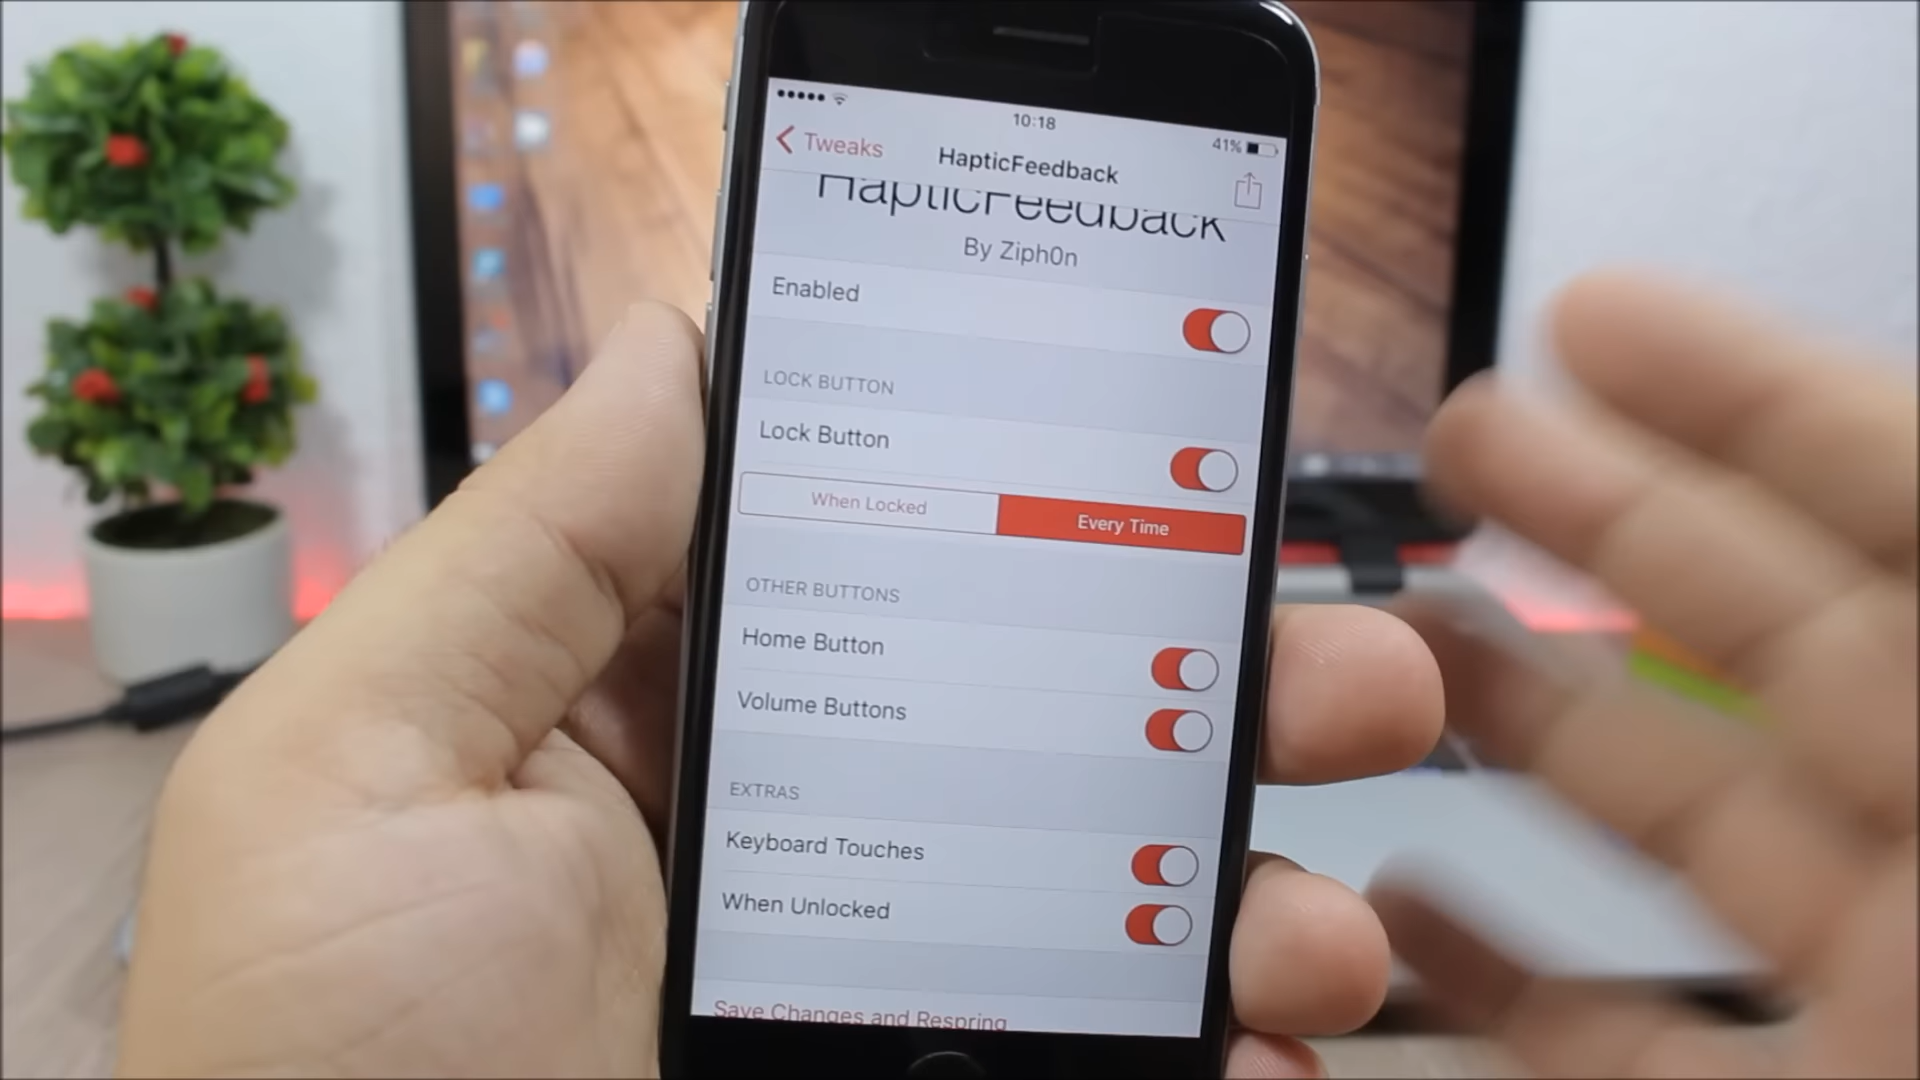 10:18
41%
Tweaks
HapticFeedback
HapticFeedback
By Ziph0n
Enabled
LOCK BUTTON
Lock Button
When Locked
Every Time
OTHER BUTTONS
Home Button
Volume Buttons
EXTRAS
Keyboard Touches
When Unlocked
Save Changes and Respring